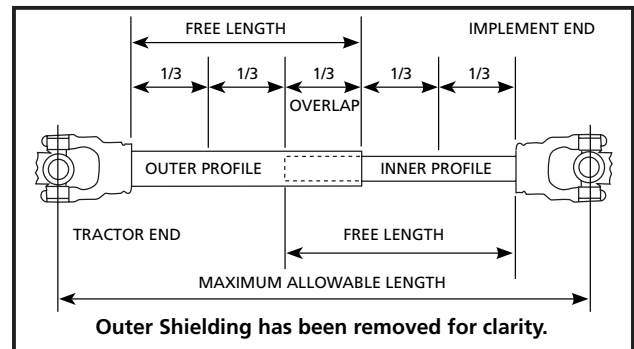 FREE LENGTH
IMPLEMENT END
1/3 1/3 1/3 1/3 1/3
OVERLAP
OUTER PROFILE
INNER PROFILE
TRACTOR END
FREE LENGTH
MAXIMUM ALLOWABLE LENGTH
Outer Shielding has been removed for clarity.